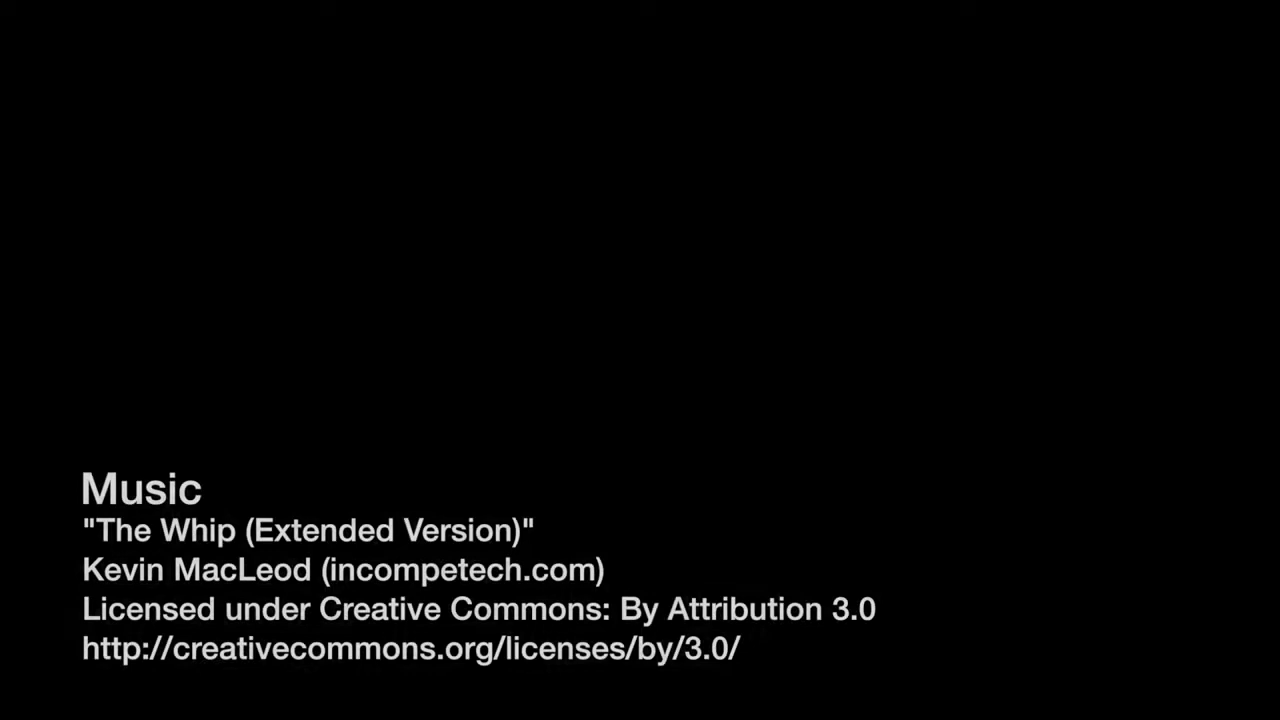 Music
"The Whip (Extended Version)"
Kevin MacLeod (incompetech.com)
Licensed under Creative Commons: By Attribution 3.0
http://creativecommons.org/licenses/by/3.0/